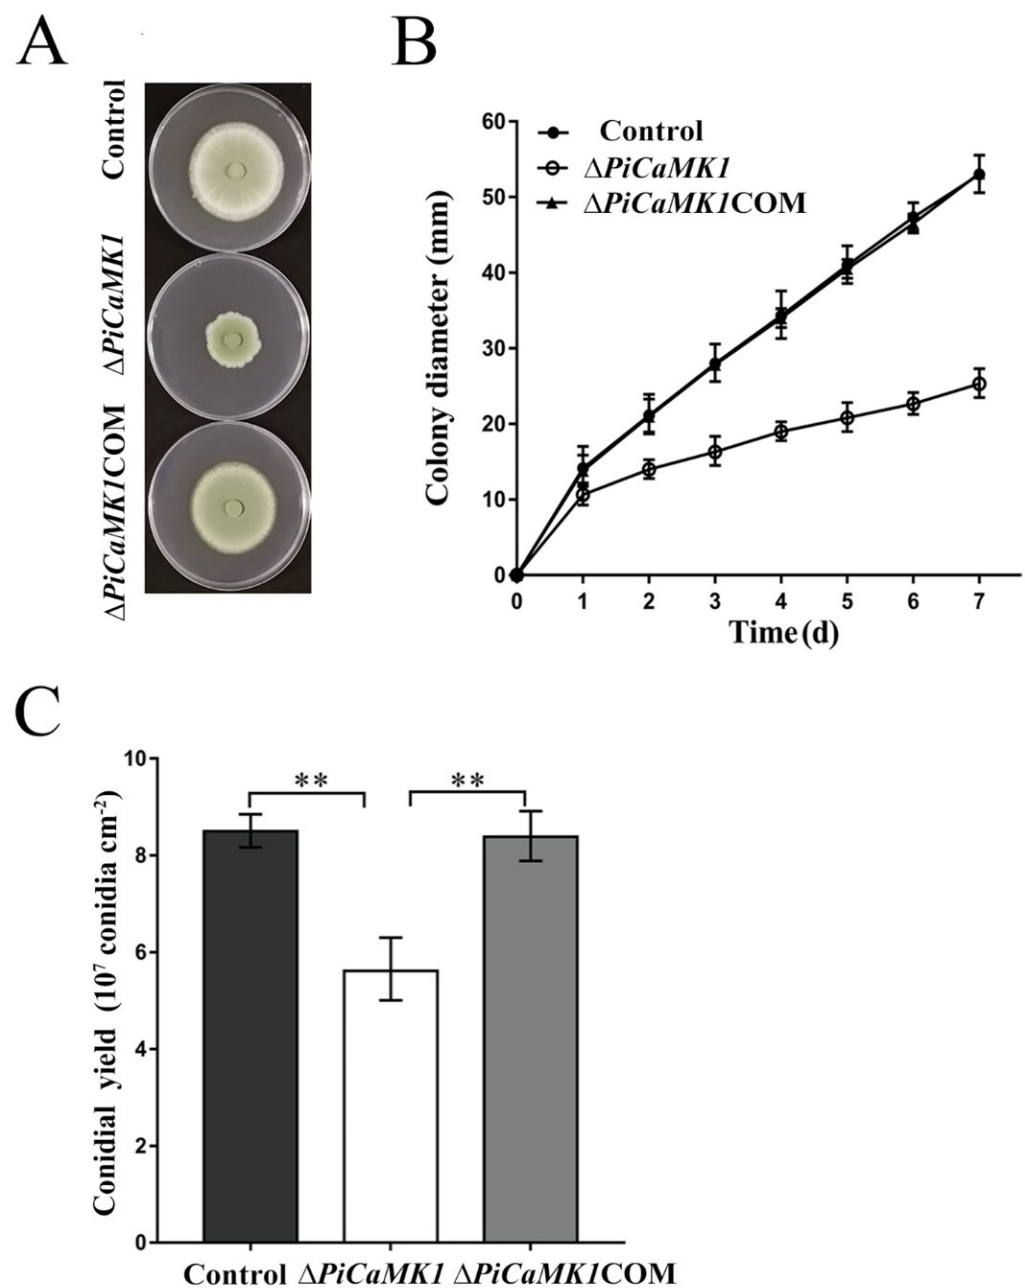 A
Control
ΔPiCaMK1
ΔPiCaMK1COM
B
Colony diameter (mm)
60
50
40
30
20
10
0
Control
ΔPiCaMK1
ΔPiCaMK1COM
0 1 2 3 4 5 6 7
Time (d)
C
Conidial yield (10⁷ conidia cm⁻²)
10
8
6
4
2
0
** **
Control ΔPiCaMK1 ΔPiCaMK1COM